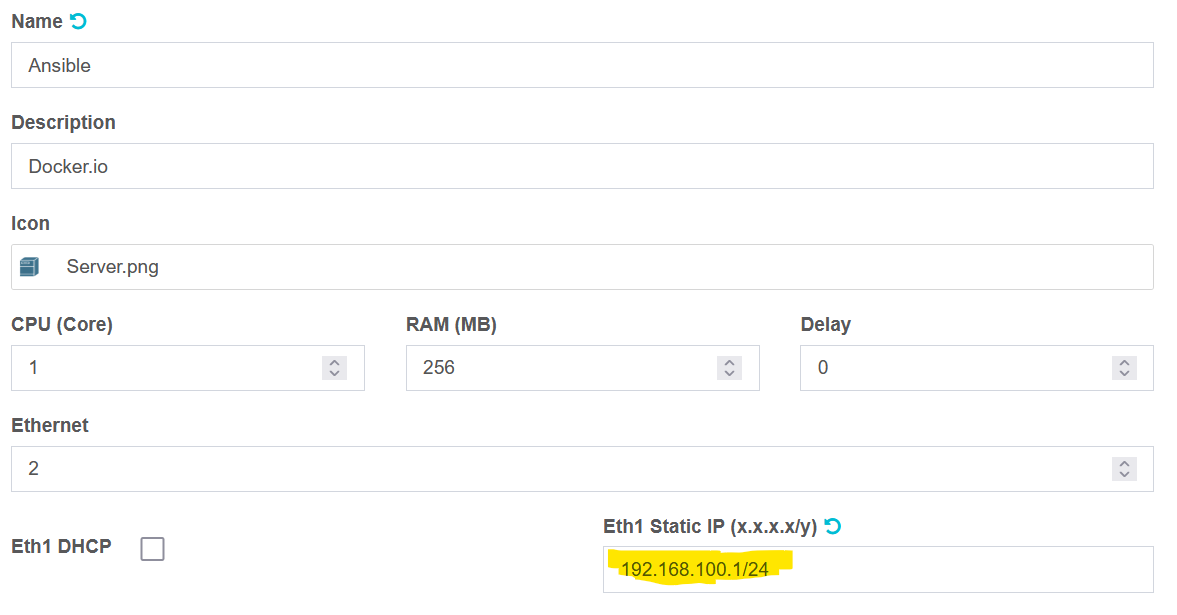 Name
Ansible
Description
Docker.io
Icon
Server.png
CPU (Core) RAM (MB) Delay
1 256 0
Ethernet
2
Eth1 Static IP (x.x.x.x/y)
Eth1 DHCP
192.168.100.1/24